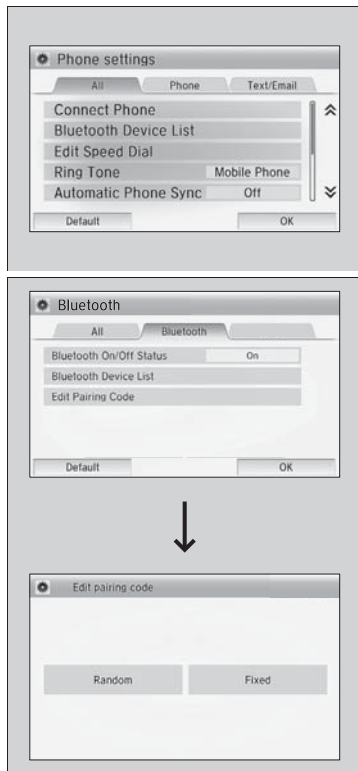 Phone settings
All Phone Text/Email
Connect Phone
Bluetooth Device List
Edit Speed Dial
Ring Tone Mobile Phone
Automatic Phone Sync Off
Default OK
Bluetooth
All Bluetooth
Bluetooth On/Off Status On
Bluetooth Device List
Edit Pairing Code
Default OK
Edit pairing code
Random Fixed